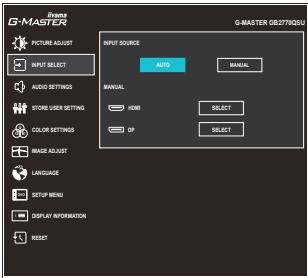 iiyama
G-MASTER
G-MASTER GB2770QSU
PICTURE ADJUST
INPUT SELECT
AUDIO SETTINGS
STORE USER SETTING
COLOR SETTINGS
IMAGE ADJUST
LANGUAGE
OSD SETUP MENU
DISPLAY INFORMATION
RESET
INPUT SOURCE
AUTO MANUAL
MANUAL
HDMI SELECT
DP SELECT